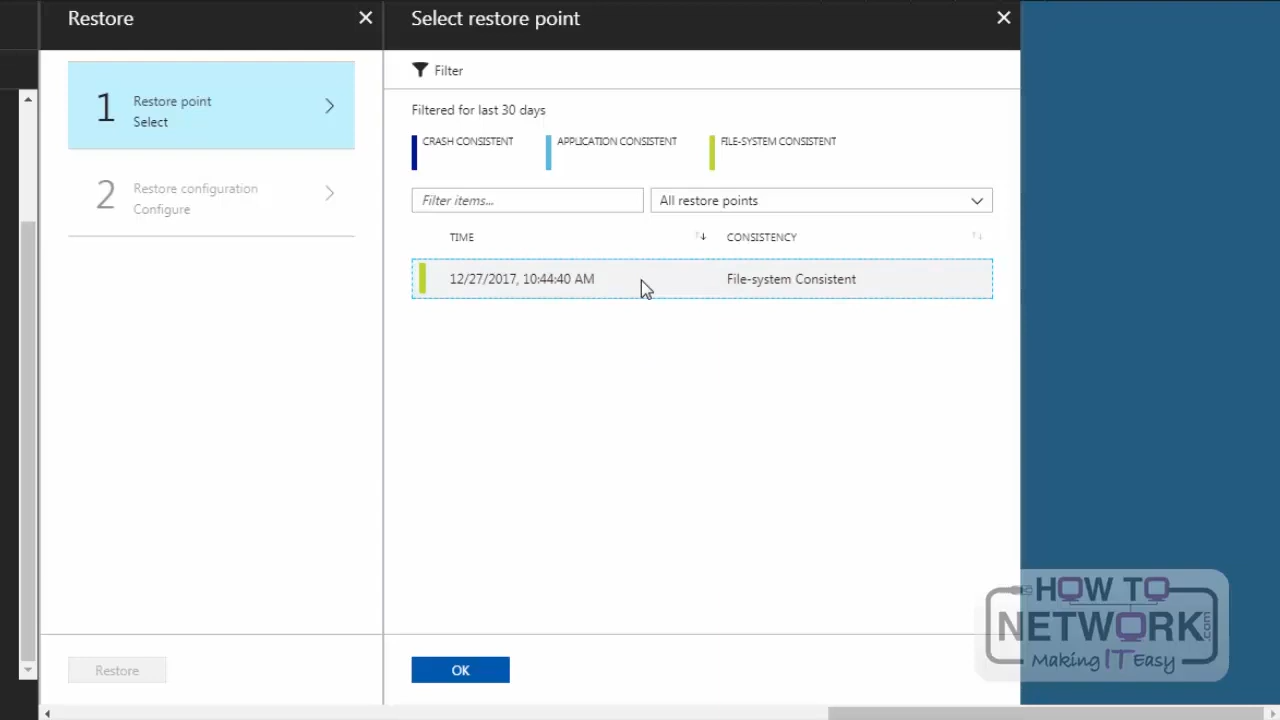 Restore
Select restore point
1
Restore point
Select
2
Restore configuration
Configure
Restore
Filter
Filtered for last 30 days
CRASH CONSISTENT
APPLICATION CONSISTENT
FILE-SYSTEM CONSISTENT
Filter items...
All restore points
TIME
CONSISTENCY
12/27/2017, 10:44:40 AM
File-system Consistent
OK
HOW TO
NETWORK.com
Making IT Easy